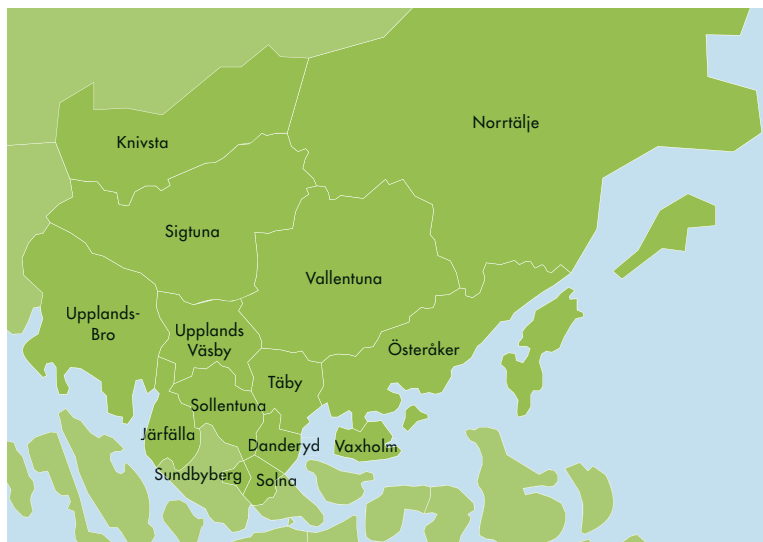 Norrtälje
Knivsta
Sigtuna
Vallentuna
Upplands-
Bro
Upplands
Väsby
Österåker
Täby
Sollentuna
Järfälla
Danderyd
Vaxholm
Sundbyberg
Solna